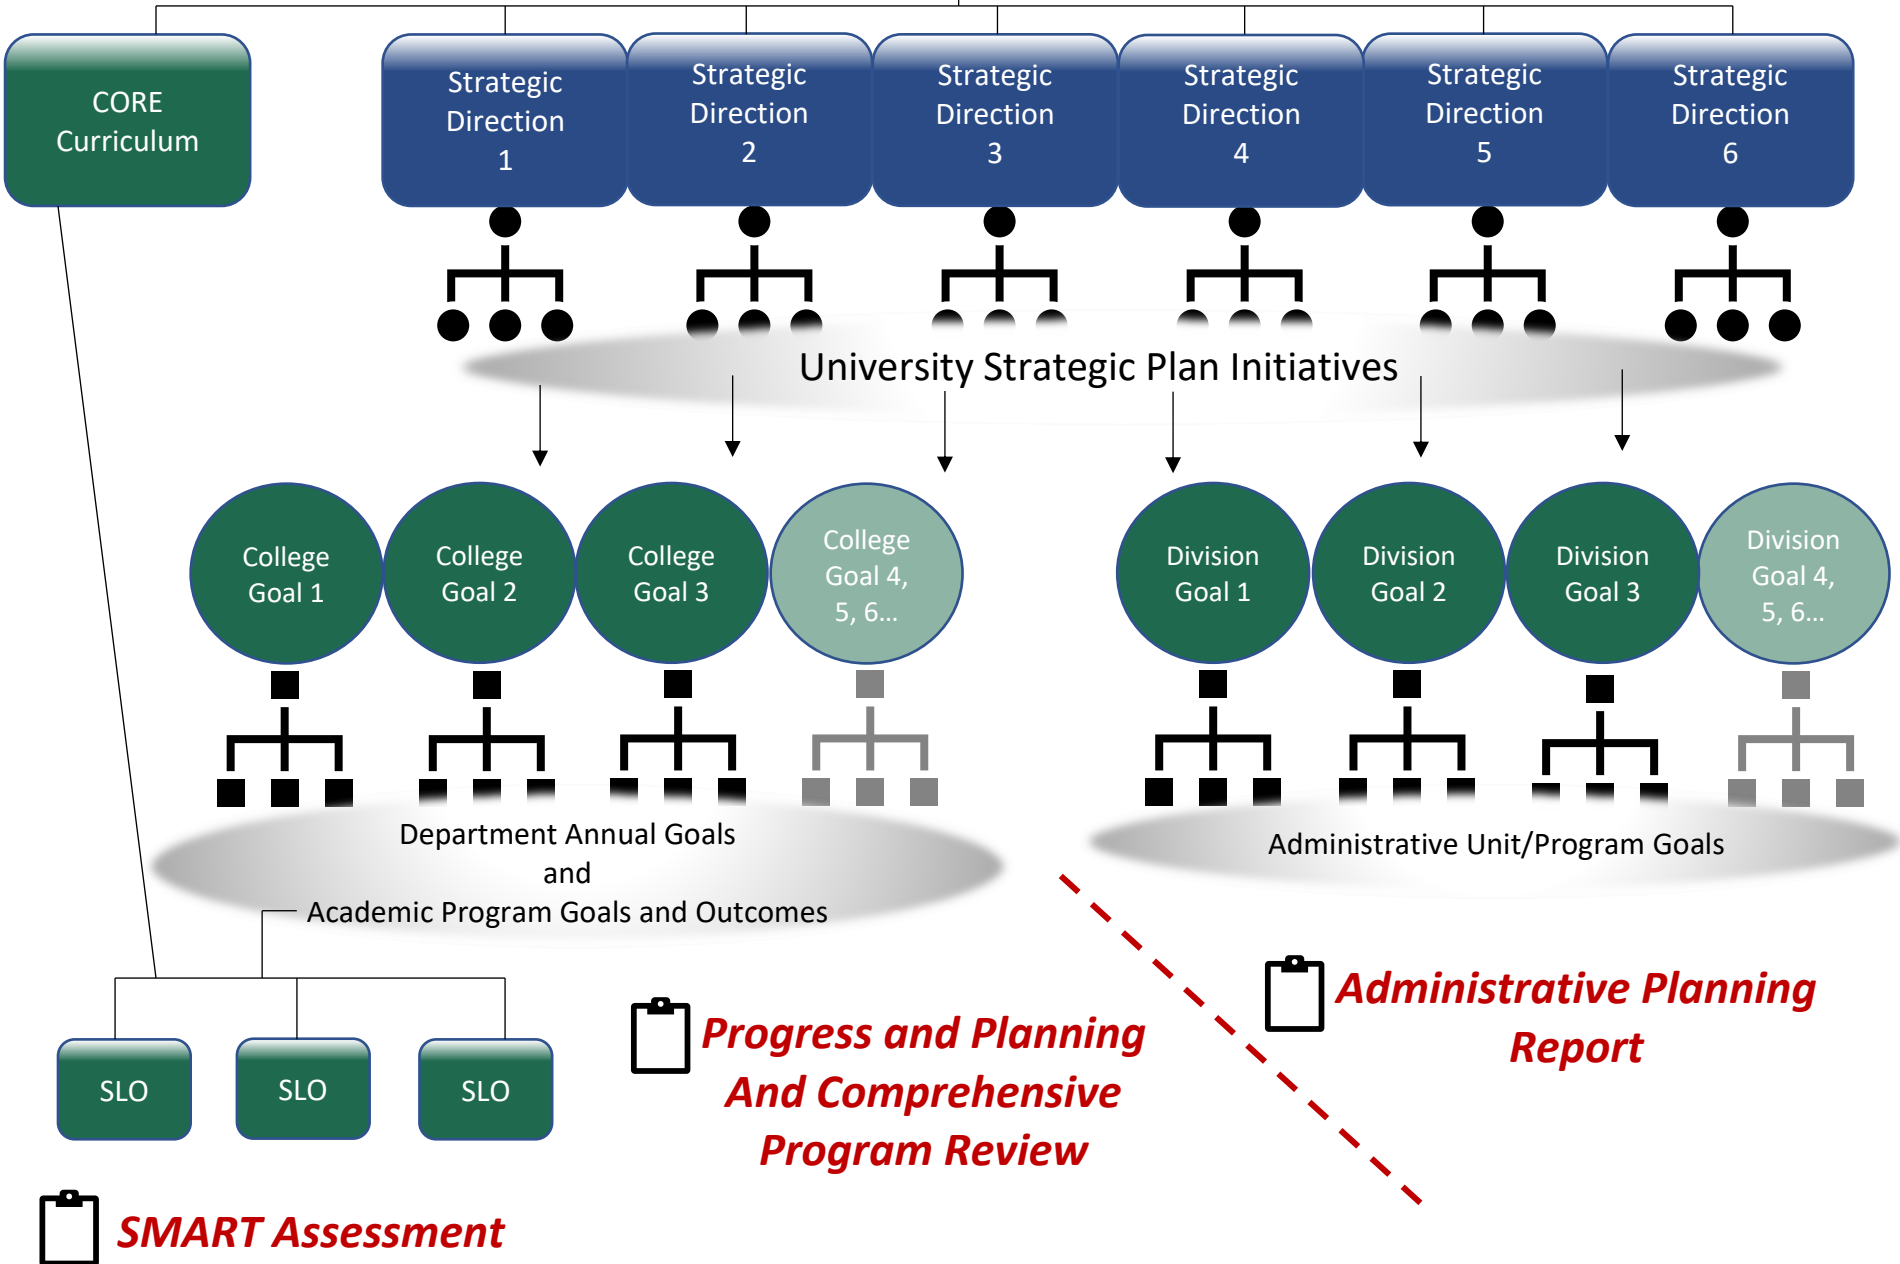 CORE
Curriculum
Strategic
Direction
1
Strategic
Direction
2
Strategic
Direction
3
Strategic
Direction
4
Strategic
Direction
5
Strategic
Direction
6
University Strategic Plan Initiatives
College
Goal 1
College
Goal 2
College
Goal 3
College
Goal 4,
5, 6…
Division
Goal 1
Division
Goal 2
Division
Goal 3
Division
Goal 4,
5, 6…
Department Annual Goals
and
Academic Program Goals and Outcomes
Administrative Unit/Program Goals
Administrative Planning
Report
Progress and Planning
And Comprehensive
Program Review
SLO
SLO
SLO
SMART Assessment